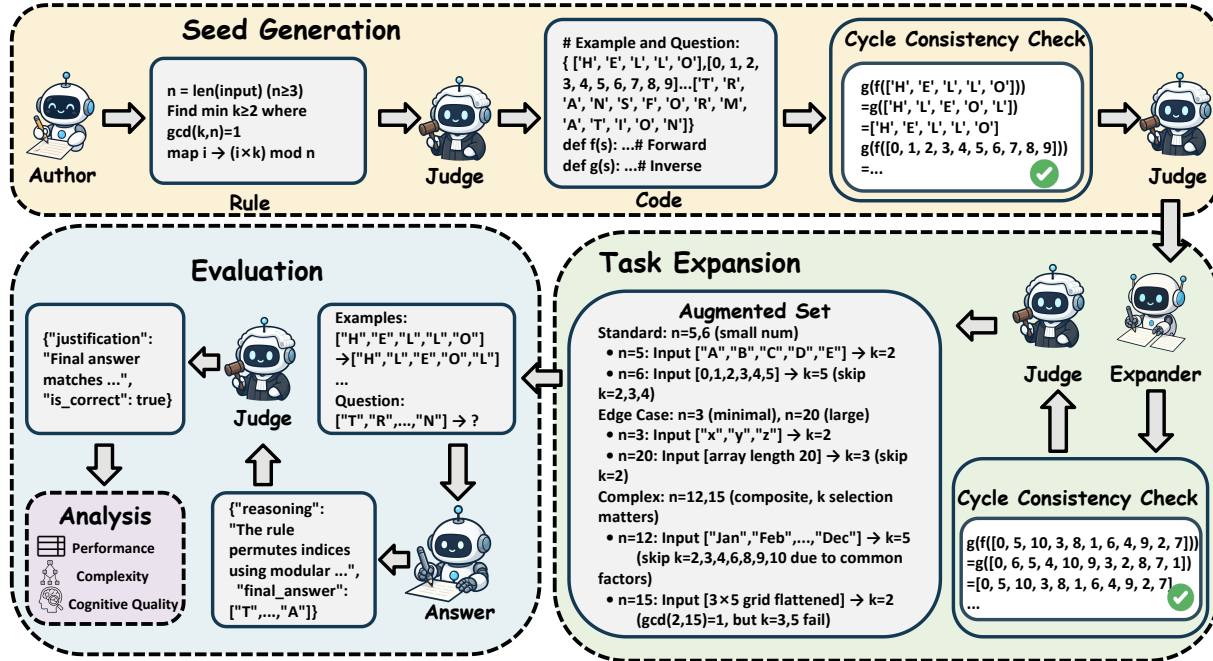 Seed Generation
Author
n = len(input) (n≥3)
Find min k≥2 where
gcd(k,n)=1
map i → (i×k) mod n
Rule
Judge
# Example and Question:
{ ['H', 'E', 'L', 'L', 'O'],[0, 1, 2,
3, 4, 5, 6, 7, 8, 9]...['T', 'R',
'A', 'N', 'S', 'F', 'O', 'R', 'M',
'A', 'T', 'I', 'O', 'N']}
def f(s): ...# Forward
def g(s): ...# Inverse
Code
Cycle Consistency Check
g(f(['H', 'E', 'L', 'L', 'O']))
=g(['H', 'L', 'E', 'O', 'L'])
=['H', 'E', 'L', 'L', 'O']
g(f([0, 1, 2, 3, 4, 5, 6, 7, 8, 9]))
=...
Judge
Task Expansion
Expander
Cycle Consistency Check
g(f([0, 5, 10, 3, 8, 1, 6, 4, 9, 2, 7]))
=g([0, 6, 5, 4, 10, 9, 3, 2, 8, 7, 1])
=[0, 5, 10, 3, 8, 1, 6, 4, 9, 2, 7]
...
Judge
Augmented Set
Standard: n=5,6 (small num)
• n=5: Input ["A","B","C","D","E"] → k=2
• n=6: Input [0,1,2,3,4,5] → k=5 (skip
k=2,3,4)
Edge Case: n=3 (minimal), n=20 (large)
• n=3: Input ["x","y","z"] → k=2
• n=20: Input [array length 20] → k=3 (skip
k=2)
Complex: n=12,15 (composite, k selection
matters)
• n=12: Input ["Jan","Feb",...,"Dec"] → k=5
(skip k=2,3,4,6,8,9,10 due to common
factors)
• n=15: Input [3×5 grid flattened] → k=2
(gcd(2,15)=1, but k=3,5 fail)
Evaluation
Examples:
["H","E","L","L","O"]
→["H","L","E","O","L"]
...
Question:
["T","R",...,"N"] → ?
Answer
{"reasoning":
"The rule
permutes indices
using modular ...",
"final_answer":
["T",...,"A"]}
Judge
{"justification":
"Final answer
matches ...",
"is_correct": true}
Analysis
Performance
Complexity
Cognitive Quality